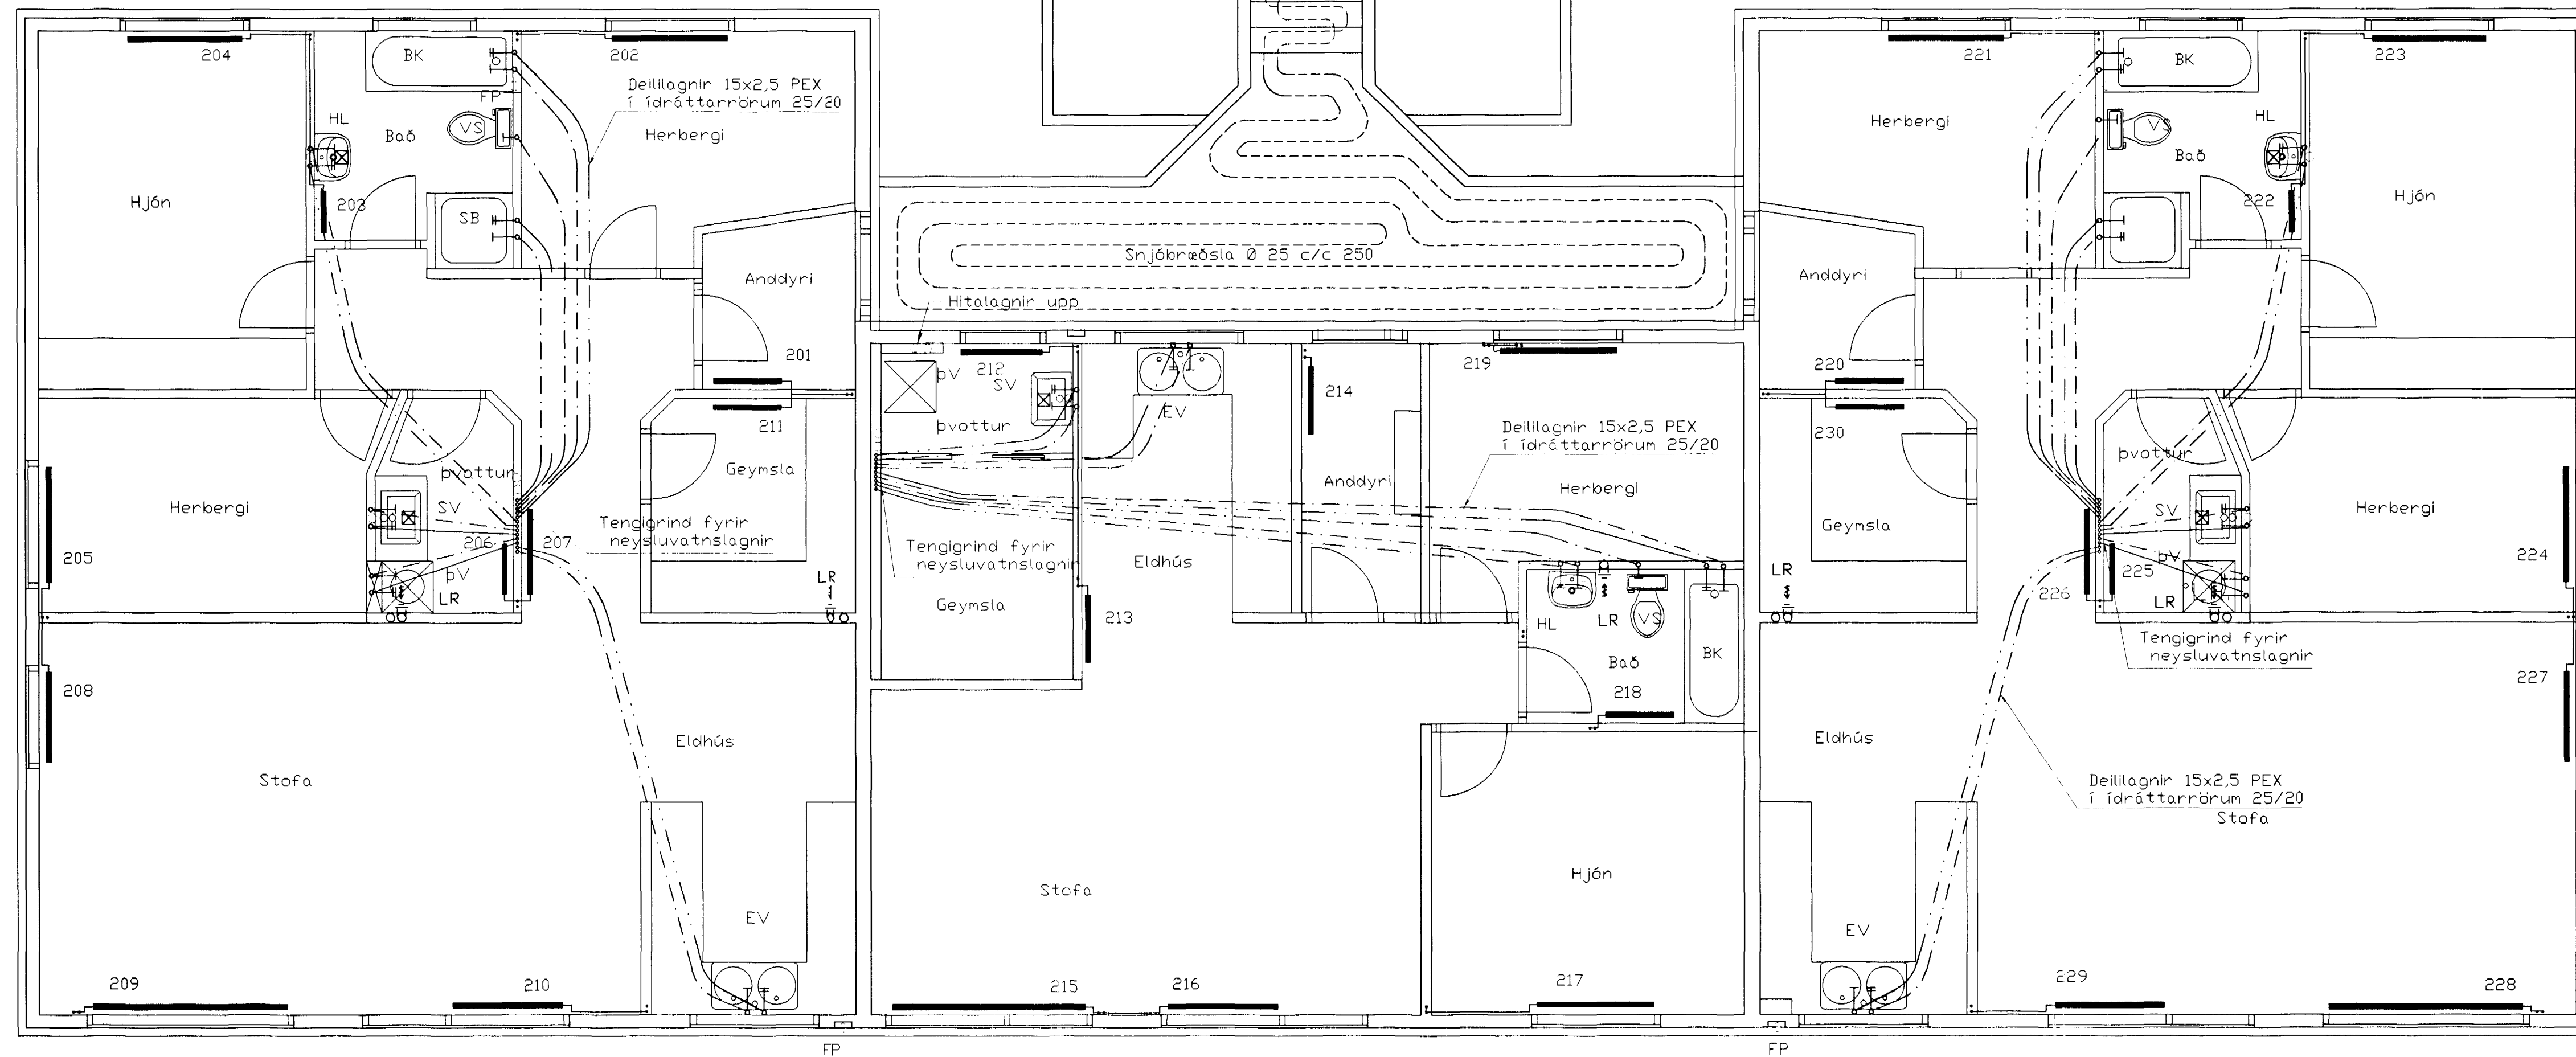 204
BK
202
Deililagnir 15x2,5 PEX
í ídráttarrörum 25/20
FP
HL
VS
Bað
Herbergi
Hjón
203
SB
Anddyri
201
211
Herbergi
þvottur
SV
Geymsla
205
206
207
Tengigrind fyrir
neysluvatnslagnir
þV
LR
LR
208
Eldhús
Stofa
EV
209
210
FP
Snjóbræðsla Ø 25 c/c 250
Hitalagnir upp
212
þV
SV
EV
219
214
þvottur
Deililagnir 15x2,5 PEX
í ídráttarrörum 25/20
Anddyri
Herbergi
Tengigrind fyrir
neysluvatnslagnir
Eldhús
Geymsla
213
HL
LR
VS
Bað
BK
218
Stofa
Hjón
215
216
217
221
BK
223
Herbergi
VS
HL
Bað
222
Hjón
Anddyri
220
230
þvottur
SV
Herbergi
Geymsla
þV
224
LR
225
226
LR
Tengigrind fyrir
neysluvatnslagnir
227
Eldhús
Deililagnir 15x2,5 PEX
í ídráttarrörum 25/20
Stofa
EV
229
228
FP